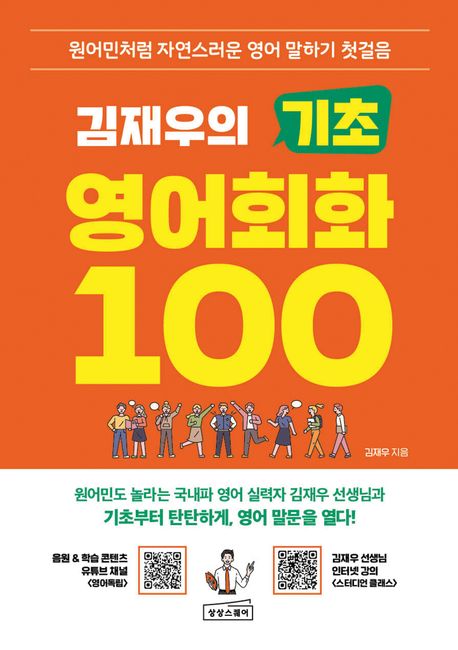 원어민처럼 자연스러운 영어 말하기 첫걸음
김재우의 기초
영어회화
100
김재우 지음
원어민도 놀라는 국내파 영어 실력자 김재우 선생님과
기초부터 탄탄하게, 영어 말문을 열다!
음원 & 학습 콘텐츠
유튜브 채널
<영어독립>
김재우 선생님
인터넷 강의
<스터디언 클래스>
상상스퀘어